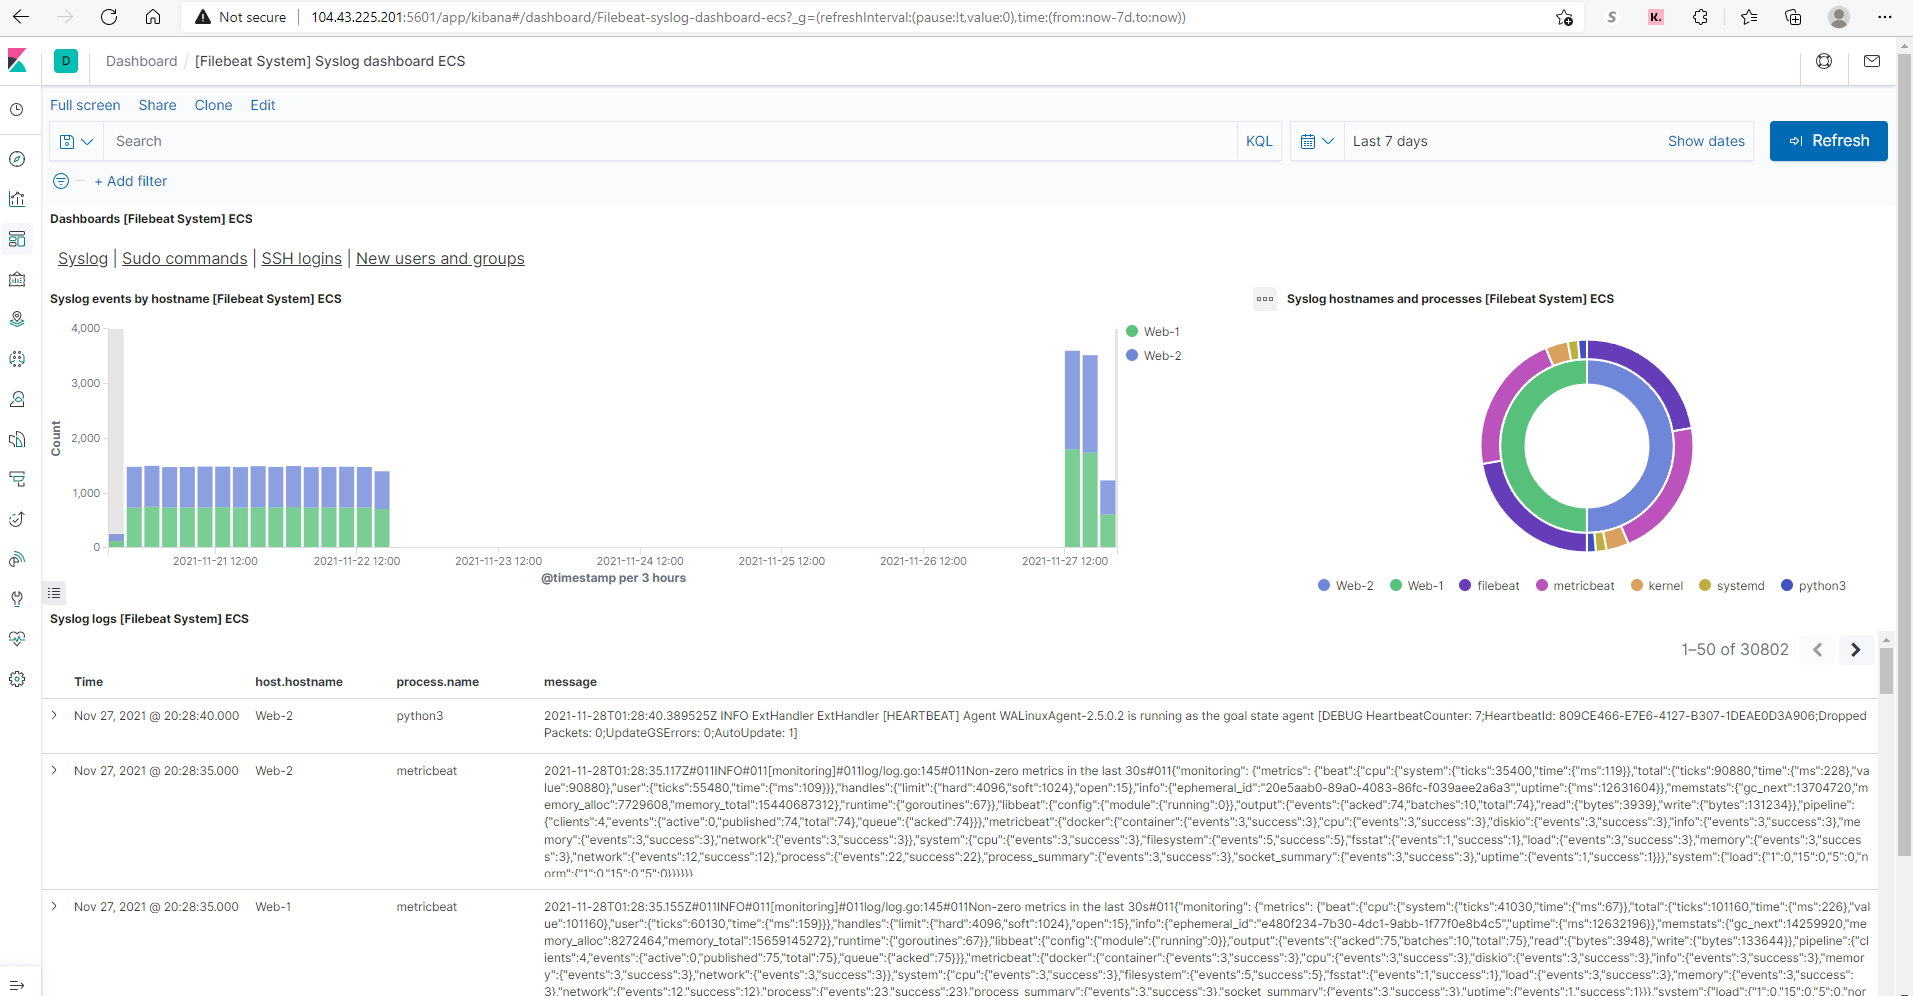 Not secure 104.43.225.201:5601/app/kibana#/dashboard/Filebeat-syslog-dashboard-ecs?_g=(refreshInterval:(pause:!t,value:0),time:(from:now-7d,to:now))
S K.
D Dashboard / [Filebeat System] Syslog dashboard ECS
Full screen Share Clone Edit
Search KQL Last 7 days Show dates Refresh
+ Add filter
Dashboards [Filebeat System] ECS
Syslog | Sudo commands | SSH logins | New users and groups
Syslog events by hostname [Filebeat System] ECS
4,000
3,000
2,000
1,000
0
Count
2021-11-21 12:00 2021-11-22 12:00 2021-11-23 12:00 2021-11-24 12:00 2021-11-25 12:00 2021-11-26 12:00 2021-11-27 12:00
@timestamp per 3 hours
Web-1
Web-2
Syslog hostnames and processes [Filebeat System] ECS
Web-2 Web-1 filebeat metricbeat kernel systemd python3
Syslog logs [Filebeat System] ECS
1–50 of 30802
Time host.hostname process.name message
Nov 27, 2021 @ 20:28:40.000 Web-2 python3 2021-11-28T01:28:40.389525Z INFO ExtHandler ExtHandler [HEARTBEAT] Agent WALinuxAgent-2.5.0.2 is running as the goal state agent [DEBUG HeartbeatCounter: 7;HeartbeatId: 809CE466-E7E6-4127-B307-1DEAE0D3A906;Dropped
Packets: 0;UpdateGSErrors: 0;AutoUpdate: 1]
Nov 27, 2021 @ 20:28:35.000 Web-2 metricbeat 2021-11-28T01:28:35.117Z#011INFO#011[monitoring]#011log/log.go:145#011Non-zero metrics in the last 30s#011{"monitoring": {"metrics": {"beat":{"cpu":{"system":{"ticks":35400,"time":{"ms":119}},"total":{"ticks":90880,"time":{"ms":228},"va
lue":90880},"user":{"ticks":55480,"time":{"ms":109}}},"handles":{"limit":{"hard":4096,"soft":1024},"open":15},"info":{"ephemeral_id":"20e5aab0-89a0-4083-86fc-f039aee2a6a3","uptime":{"ms":12631604}},"memstats":{"gc_next":13704720,"m
emory_alloc":7729608,"memory_total":15440687312},"runtime":{"goroutines":67}},"libbeat":{"config":{"module":{"running":0}},"output":{"events":{"acked":74,"batches":10,"total":74},"read":{"bytes":3939},"write":{"bytes":131234}},"pipeline":
{"clients":4,"events":{"active":0,"published":74,"total":74},"queue":{"acked":74}}},"metricbeat":{"docker":{"container":{"events":3,"success":3},"cpu":{"events":3,"success":3},"diskio":{"events":3,"success":3},"info":{"events":3,"success":3},"me
mory":{"events":3,"success":3},"network":{"events":3,"success":3}},"system":{"cpu":{"events":3,"success":3},"filesystem":{"events":5,"success":5},"fsstat":{"events":1,"success":1},"load":{"events":3,"success":3},"memory":{"events":3,"succes
s":3},"network":{"events":12,"success":12},"process":{"events":22,"success":22},"process_summary":{"events":3,"success":3},"socket_summary":{"events":3,"success":3},"uptime":{"events":1,"success":1}}},"system":{"load":{"1":0,"15":0,"5":0,"n
orm":{"1":0,"15":0,"5":0}}}}}}
Nov 27, 2021 @ 20:28:35.000 Web-1 metricbeat 2021-11-28T01:28:35.155Z#011INFO#011[monitoring]#011log/log.go:145#011Non-zero metrics in the last 30s#011{"monitoring": {"metrics": {"beat":{"cpu":{"system":{"ticks":41030,"time":{"ms":67}},"total":{"ticks":101160,"time":{"ms":226},"val
ue":101160},"user":{"ticks":60130,"time":{"ms":159}}},"handles":{"limit":{"hard":4096,"soft":1024},"open":15},"info":{"ephemeral_id":"e480f234-7b30-4dc1-9abb-1f77f0e8b4c5","uptime":{"ms":12632196}},"memstats":{"gc_next":14259920,"me
mory_alloc":8272464,"memory_total":15659145272},"runtime":{"goroutines":67}},"libbeat":{"config":{"module":{"running":0}},"output":{"events":{"acked":75,"batches":10,"total":75},"read":{"bytes":3948},"write":{"bytes":133644}},"pipeline":{"cl
ients":4,"events":{"active":0,"published":75,"total":75},"queue":{"acked":75}}},"metricbeat":{"docker":{"container":{"events":3,"success":3},"cpu":{"events":3,"success":3},"diskio":{"events":3,"success":3},"info":{"events":3,"success":3},"memor
y":{"events":3,"success":3},"network":{"events":3,"success":3}},"system":{"cpu":{"events":3,"success":3},"filesystem":{"events":5,"success":5},"fsstat":{"events":1,"success":1},"load":{"events":3,"success":3},"memory":{"events":3,"success":
3},"network":{"events":12,"success":12},"process":{"events":23,"success":23},"process_summary":{"events":3,"success":3},"socket_summary":{"events":3,"success":3},"uptime":{"events":1,"success":1}}},"system":{"load":{"1":0,"15":0,"5":0,"nor